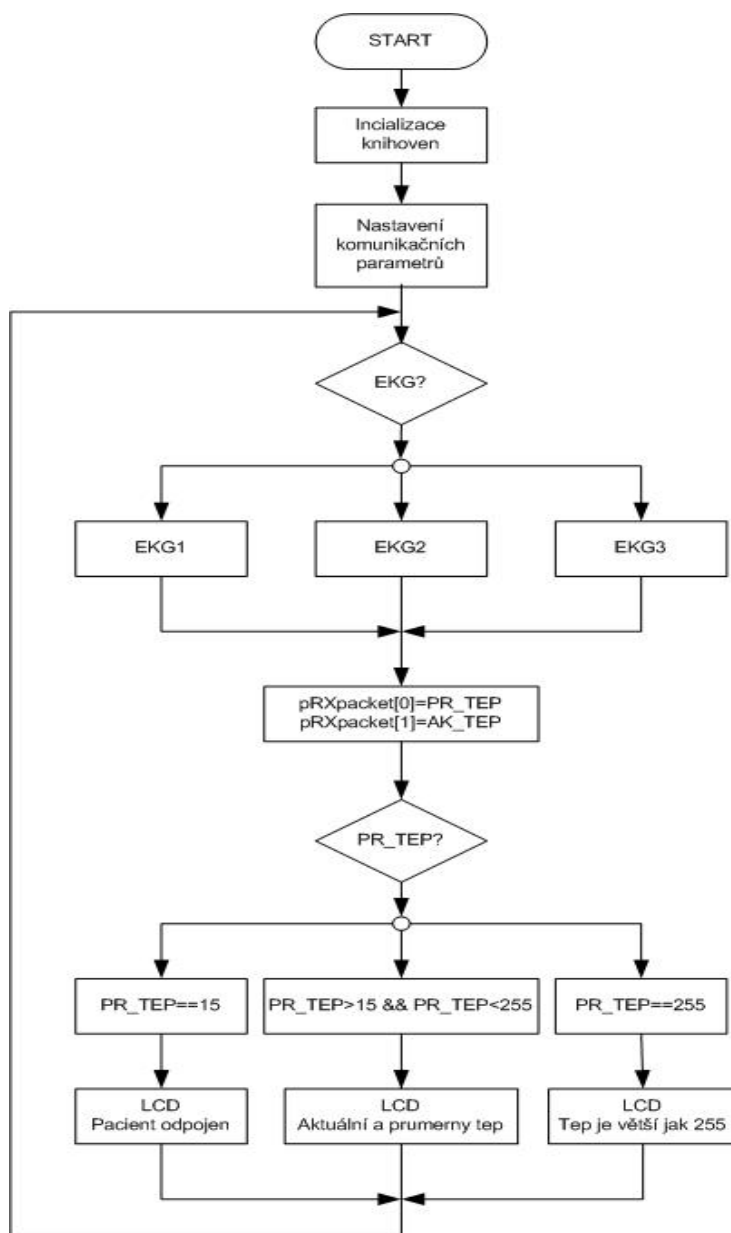 START
Incializace
knihoven
Nastavení
komunikačních
parametrů
EKG?
EKG1
EKG2
EKG3
pRXpacket[0]=PR_TEP
pRXpacket[1]=AK_TEP
PR_TEP?
PR_TEP==15
PR_TEP>15 && PR_TEP<255
PR_TEP==255
LCD
Pacient odpojen
LCD
Aktuální a prumerny tep
LCD
Tep je větší jak 255